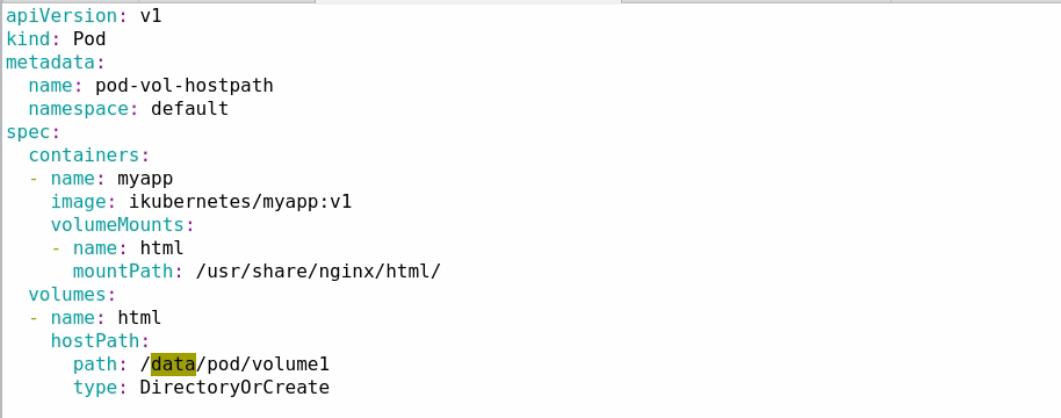 apiVersion: v1
kind: Pod
metadata:
  name: pod-vol-hostpath
  namespace: default
spec:
  containers:
  - name: myapp
    image: ikubernetes/myapp:v1
    volumeMounts:
    - name: html
      mountPath: /usr/share/nginx/html/
  volumes:
  - name: html
    hostPath:
      path: /data/pod/volume1
      type: DirectoryOrCreate